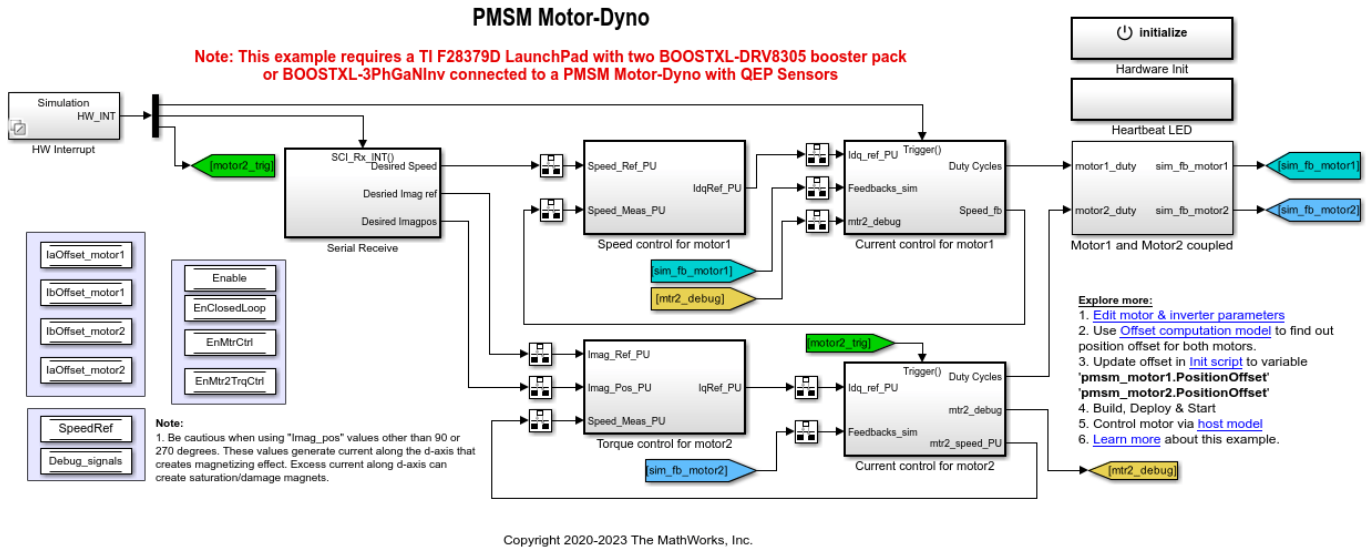 PMSM Motor-Dyno
Note: This example requires a TI F28379D LaunchPad with two BOOSTXL-DRV8305 booster pack
or BOOSTXL-3PhGaNInv connected to a PMSM Motor-Dyno with QEP Sensors
initialize
Hardware Init
Heartbeat LED
Simulation
HW_INT
HW Interrupt
[motor2_trig]
SCI_Rx_INT()
Desired Speed
Desried Imag ref
Desired Imagpos
Serial Receive
Speed_Ref_PU
IdqRef_PU
Speed_Meas_PU
Speed control for motor1
Trigger()
Idq_ref_PU
Duty Cycles
Feedbacks_sim
Speed_fb
mtr2_debug
Current control for motor1
motor1_duty
sim_fb_motor1
motor2_duty
sim_fb_motor2
Motor1 and Motor2 coupled
[sim_fb_motor1]
[sim_fb_motor2]
[sim_fb_motor1]
[mtr2_debug]
IaOffset_motor1
IbOffset_motor1
IbOffset_motor2
IaOffset_motor2
Enable
EnClosedLoop
EnMtrCtrl
EnMtr2TrqCtrl
SpeedRef
Debug_signals
Note:
1. Be cautious when using "Imag_pos" values other than 90 or
270 degrees. These values generate current along the d-axis that
creates magnetizing effect. Excess current along d-axis can
create saturation/damage magnets.
Imag_Ref_PU
Imag_Pos_PU
IqRef_PU
Speed_Meas_PU
Torque control for motor2
[sim_fb_motor2]
[motor2_trig]
Trigger()
Idq_ref_PU
Duty Cycles
mtr2_debug
Feedbacks_sim
mtr2_speed_PU
Current control for motor2
[mtr2_debug]
Explore more:
1. Edit motor & inverter parameters
2. Use Offset computation model to find out
position offset for both motors.
3. Update offset in Init script to variable
'pmsm_motor1.PositionOffset'
'pmsm_motor2.PositionOffset'
4. Build, Deploy & Start
5. Control motor via host model
6. Learn more about this example.
Copyright 2020-2023 The MathWorks, Inc.